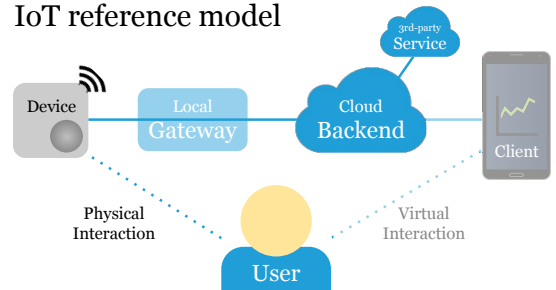 IoT reference model
3rd-party
Service
Device
Local
Gateway
Cloud
Backend
Client
Physical
Interaction
Virtual
Interaction
User